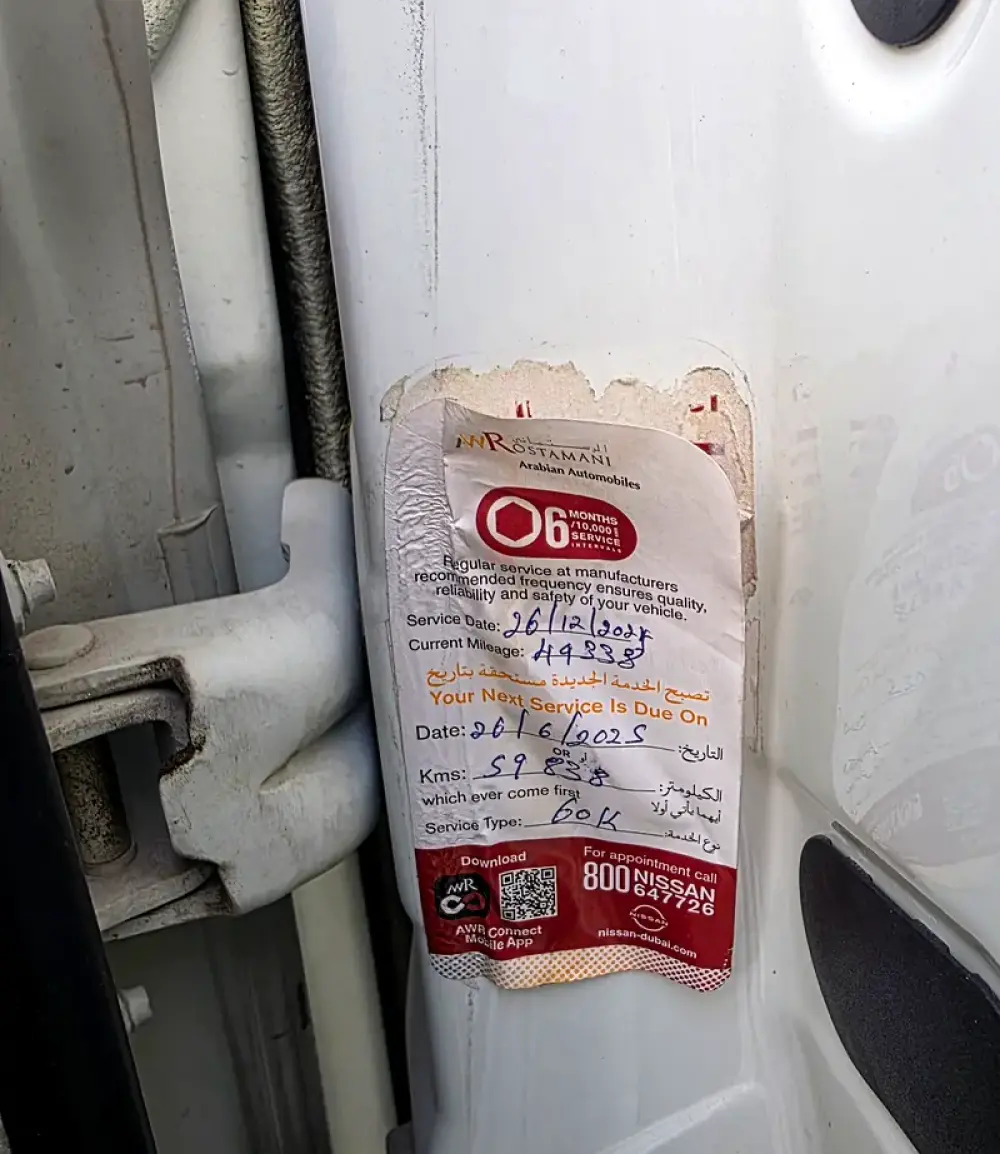 AWROSTAMANI الرستماني
Arabian Automobiles
6 MONTHS
/10,000
SERVICE
INTERVALS
Regular service at manufacturers
recommended frequency ensures quality,
reliability and safety of your vehicle.
Service Date: 26/12/2024
Current Mileage: 49338
تصبح الخدمة الجديدة مستحقة بتاريخ
Your Next Service Is Due On
Date: 26/6/2025 التاريخ:
OR أو
Kms: 59838 الكيلومتر:
which ever come first أيهما يأتي أولا
Service Type: 60K نوع الخدمة:
Download
AWR
AWR Connect
Mobile App
For appointment call
800 NISSAN
647726
NISSAN
nissan-dubai.com